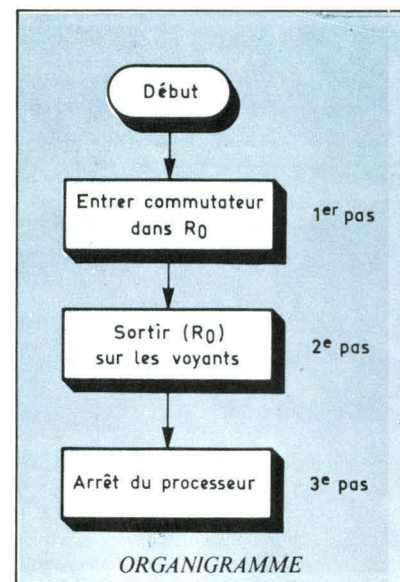 Début
Entrer commutateur
dans R0
1er pas
Sortir (R0)
sur les voyants
2e pas
Arrêt du processeur
3e pas
ORGANIGRAMME